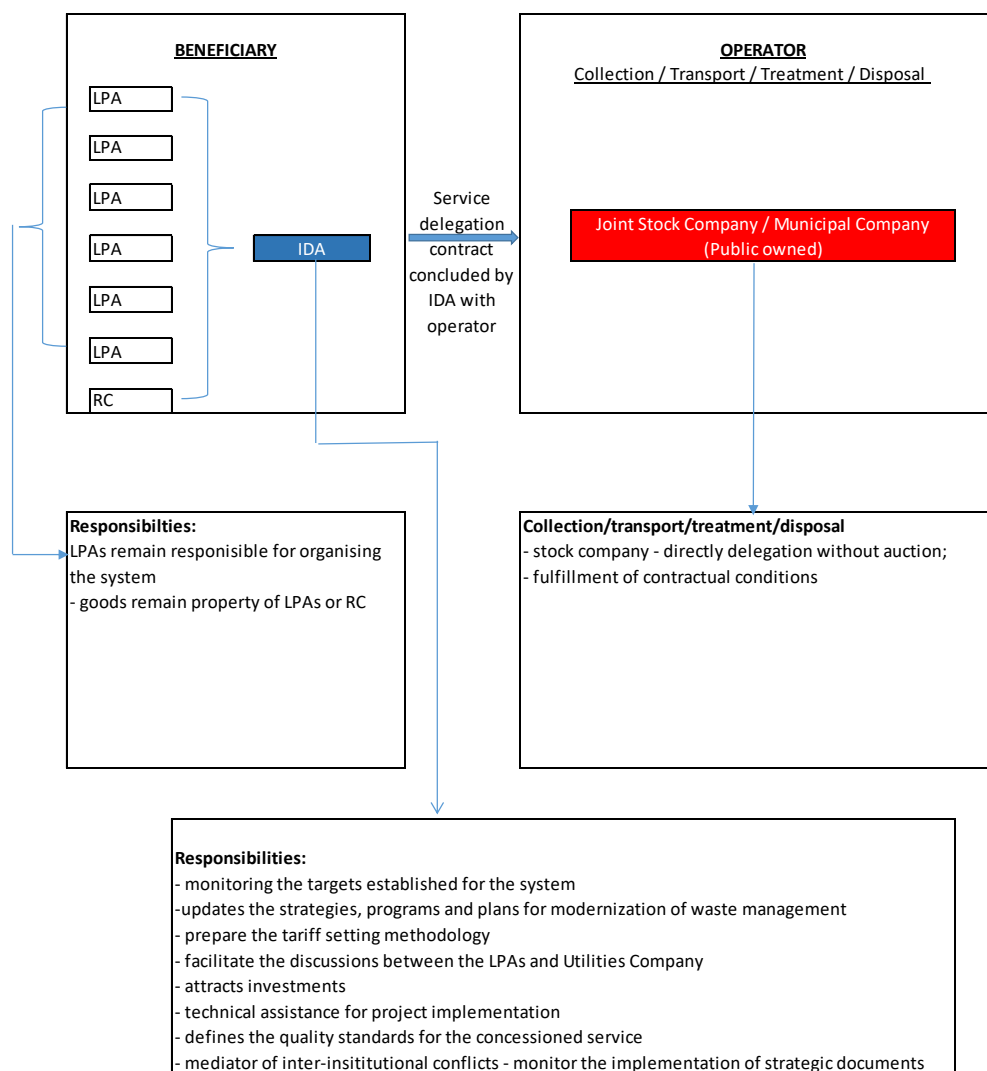 BENEFICIARY
LPA
LPA
LPA
LPA
LPA
LPA
RC
IDA
Service
delegation
contract
concluded by
IDA with
operator
OPERATOR
Collection / Transport / Treatment / Disposal
Joint Stock Company / Municipal Company
(Public owned)
Responsibilties:
LPAs remain responisible for organising
the system
- goods remain property of LPAs or RC
Collection/transport/treatment/disposal
- stock company - directly delegation without auction;
- fulfillment of contractual conditions
Responsibilities:
- monitoring the targets established for the system
-updates the strategies, programs and plans for modernization of waste management
- prepare the tariff setting methodology
- facilitate the discussions between the LPAs and Utilities Company
- attracts investments
- technical assistance for project implementation
- defines the quality standards for the concessioned service
- mediator of inter-insititutional conflicts - monitor the implementation of strategic documents